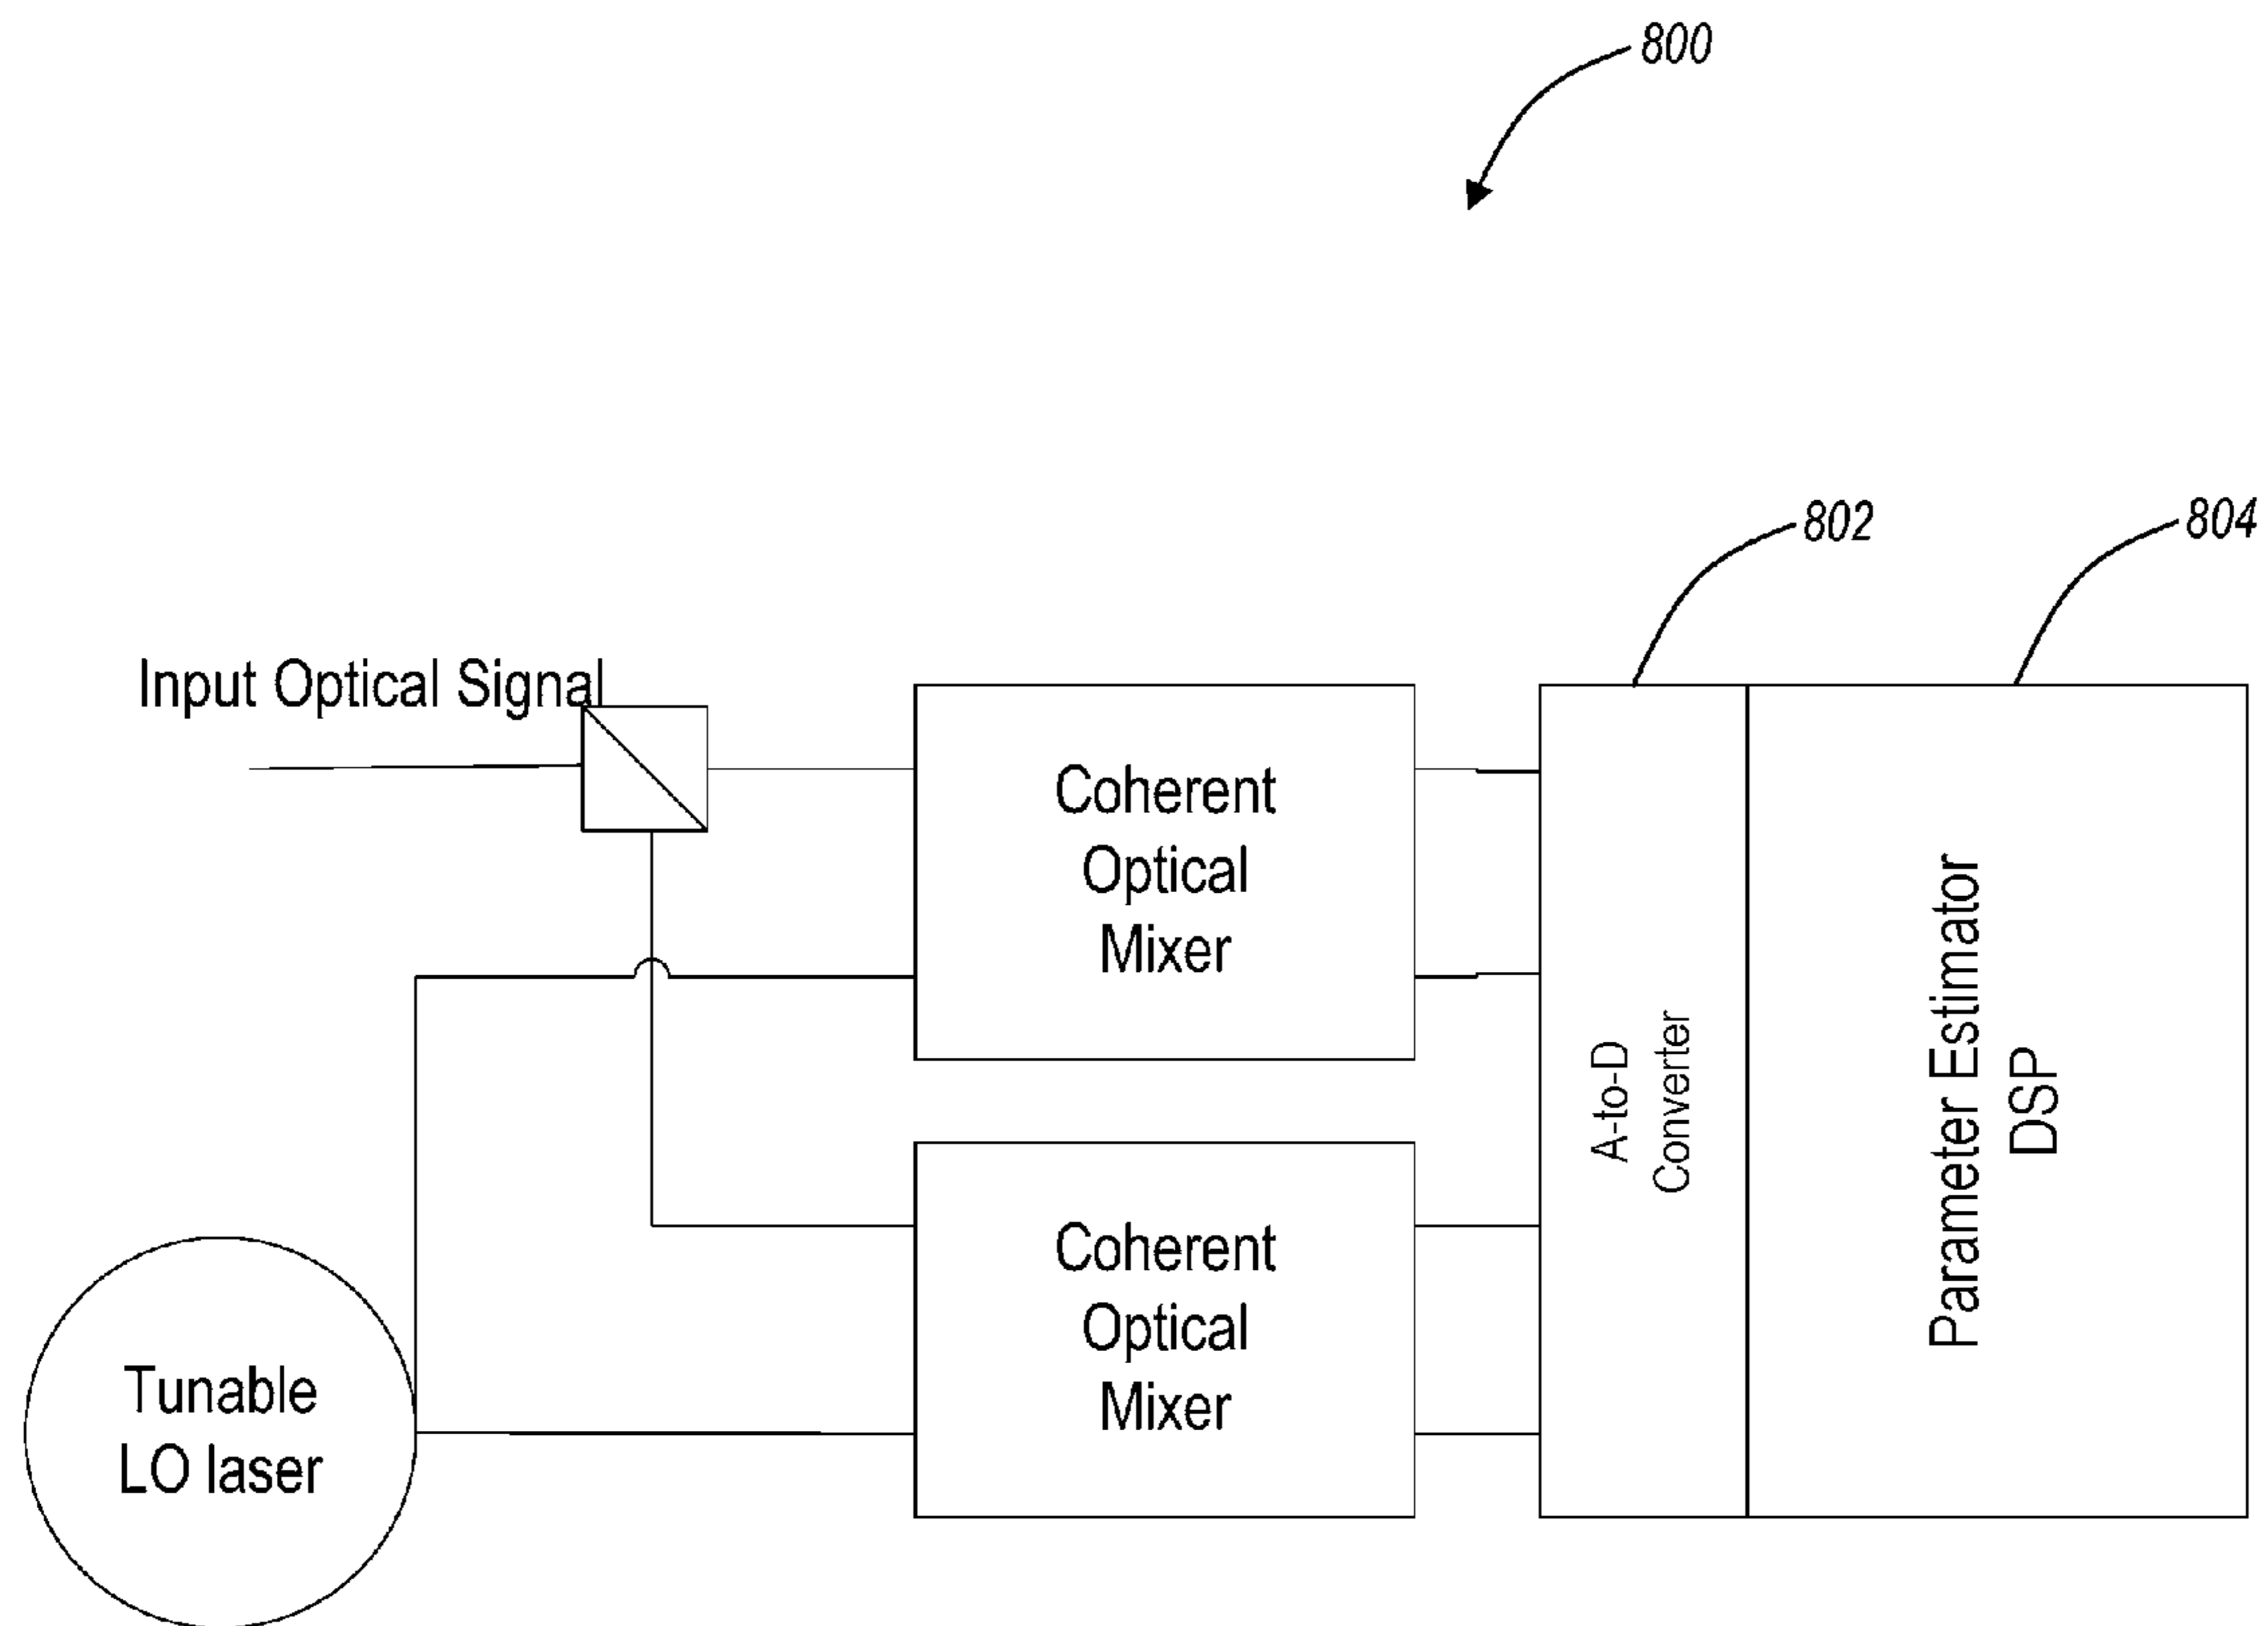 800
802
804
Input Optical Signal
Coherent
Optical
Mixer
A-to-D
Converter
Parameter Estimator
DSP
Coherent
Optical
Mixer
Tunable
LO laser